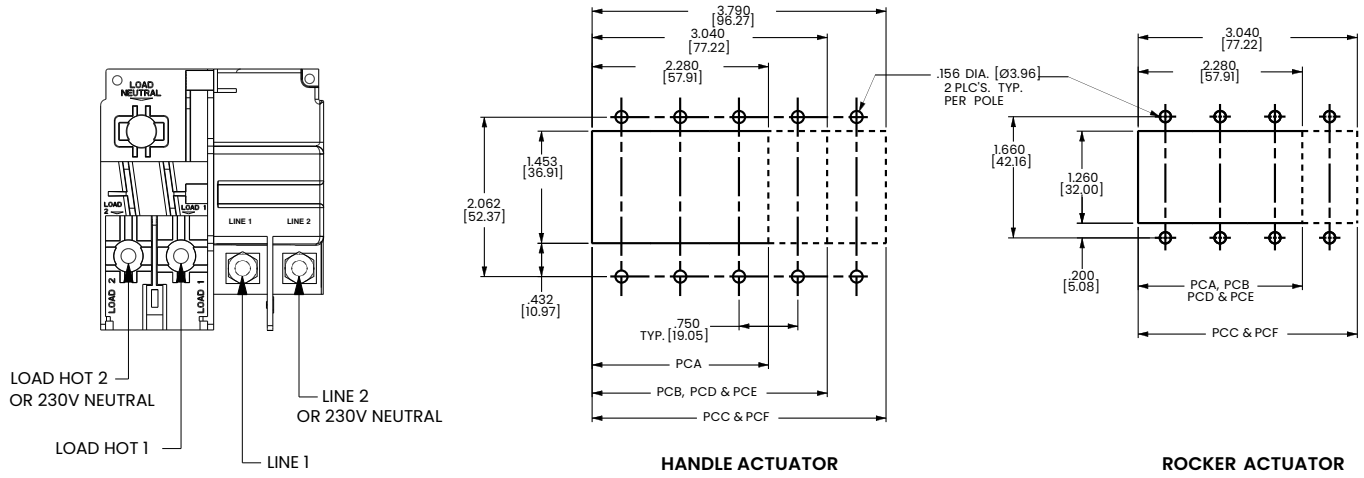 LOAD
NEUTRAL
LOAD
2
LOAD 1
LINE 1
LINE 2
LOAD 2
LOAD 1
LOAD HOT 2
OR 230V NEUTRAL
LOAD HOT 1
LINE 2
OR 230V NEUTRAL
LINE 1
3.790
[96.27]
3.040
[77.22]
2.280
[57.91]
.156 DIA. [Ø3.96]
2 PLC'S. TYP.
PER POLE
1.453
[36.91]
2.062
[52.37]
.432
[10.97]
.750
TYP. [19.05]
PCA
PCB, PCD & PCE
PCC & PCF
HANDLE ACTUATOR
3.040
[77.22]
2.280
[57.91]
1.660
[42.16]
1.260
[32.00]
.200
[5.08]
PCA, PCB
PCD & PCE
PCC & PCF
ROCKER ACTUATOR